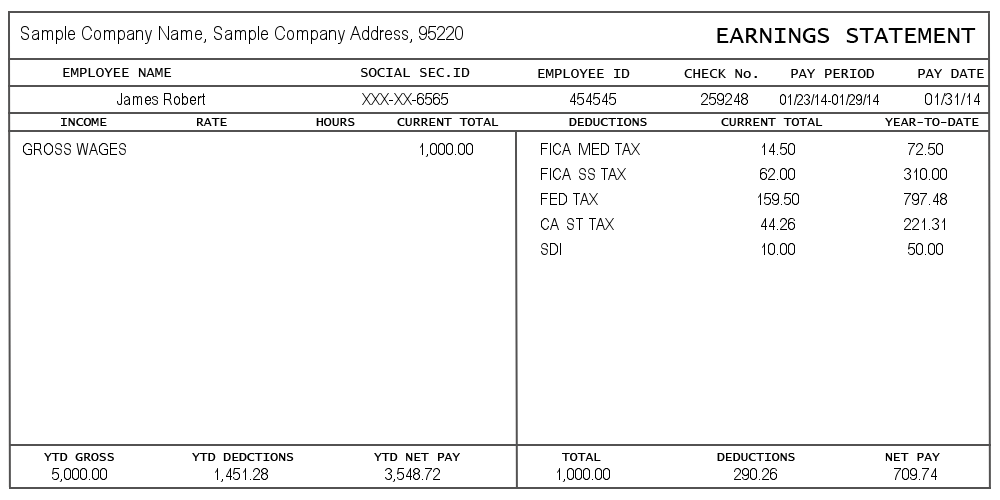 Sample Company Name, Sample Company Address, 95220 EARNINGS STATEMENT
EMPLOYEE NAME SOCIAL SEC.ID EMPLOYEE ID CHECK No. PAY PERIOD PAY DATE
James Robert XXX-XX-6565 454545 259248 01/23/14-01/29/14 01/31/14
INCOME RATE HOURS CURRENT TOTAL DEDUCTIONS CURRENT TOTAL YEAR-TO-DATE
GROSS WAGES 1,000.00 FICA MED TAX 14.50 72.50
FICA SS TAX 62.00 310.00
FED TAX 159.50 797.48
CA ST TAX 44.26 221.31
SDI 10.00 50.00
YTD GROSS YTD DEDCTIONS YTD NET PAY TOTAL DEDUCTIONS NET PAY
5,000.00 1,451.28 3,548.72 1,000.00 290.26 709.74